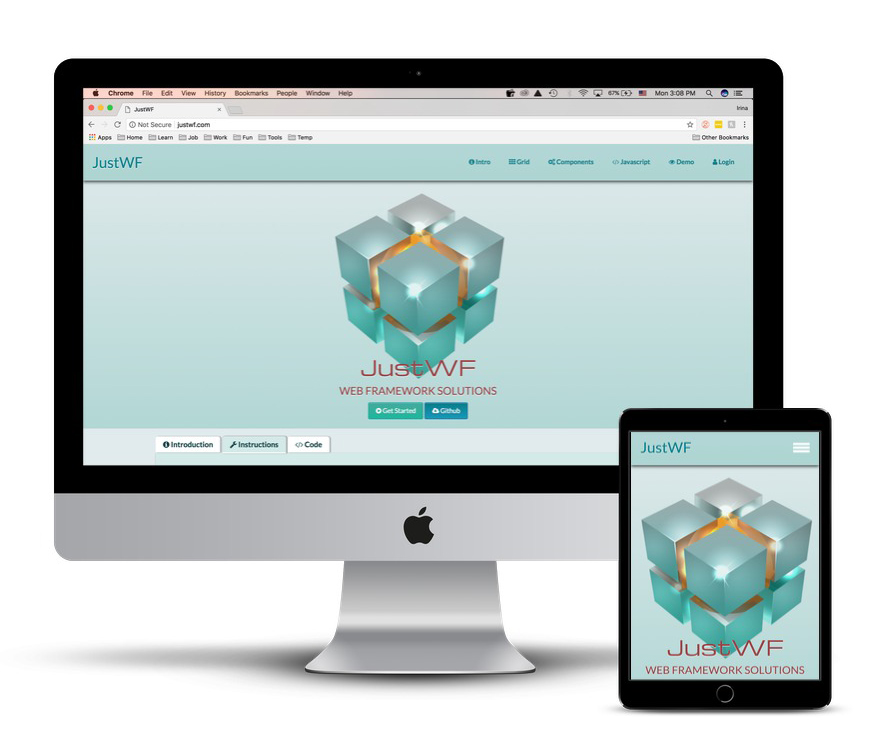 Chrome File Edit View History Bookmarks People Window Help 67% Mon 3:08 PM
JustWF Irina
Not Secure justwf.com
Apps Home Learn Job Work Fun Tools Temp Other Bookmarks
JustWF Intro Grid Components </> Javascript Demo Login
JustWF
WEB FRAMEWORK SOLUTIONS
Get Started Github
Introduction Instructions </> Code
JustWF
JustWF
WEB FRAMEWORK SOLUTIONS